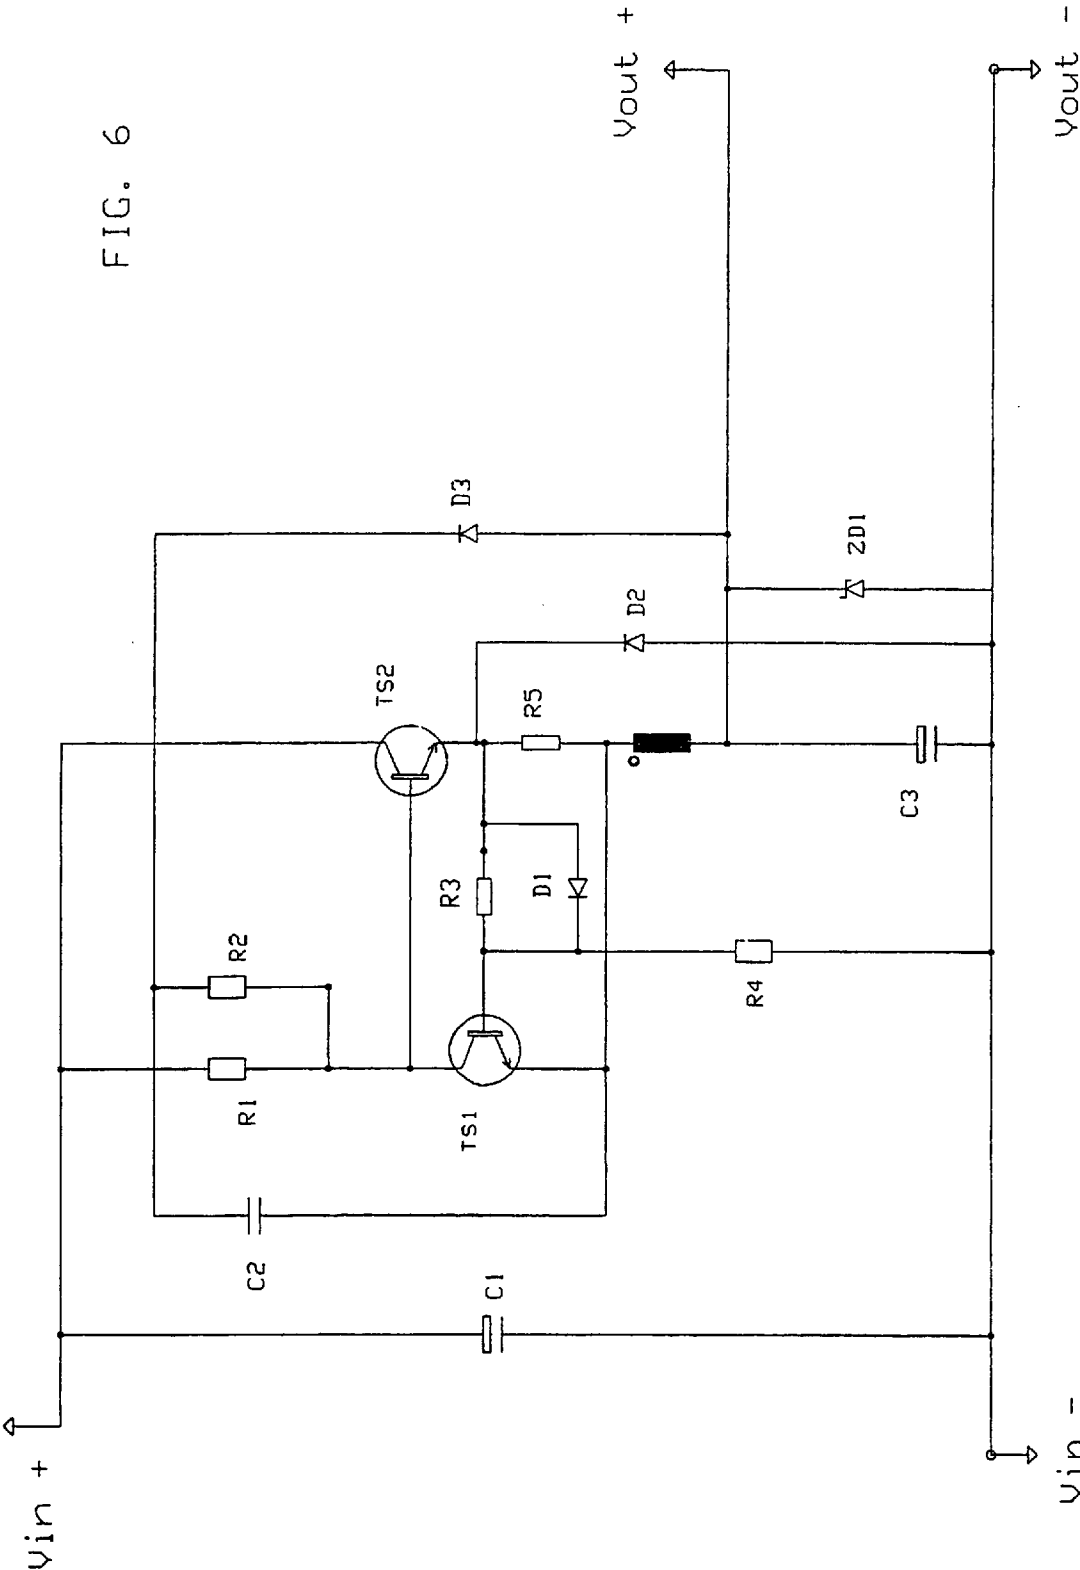 FIG. 6
Vin +
Vin -
Vout +
Vout -
C1
C2
R1
R2
TS1
R3
D1
R4
TS2
R5
C3
D2
D3
ZD1